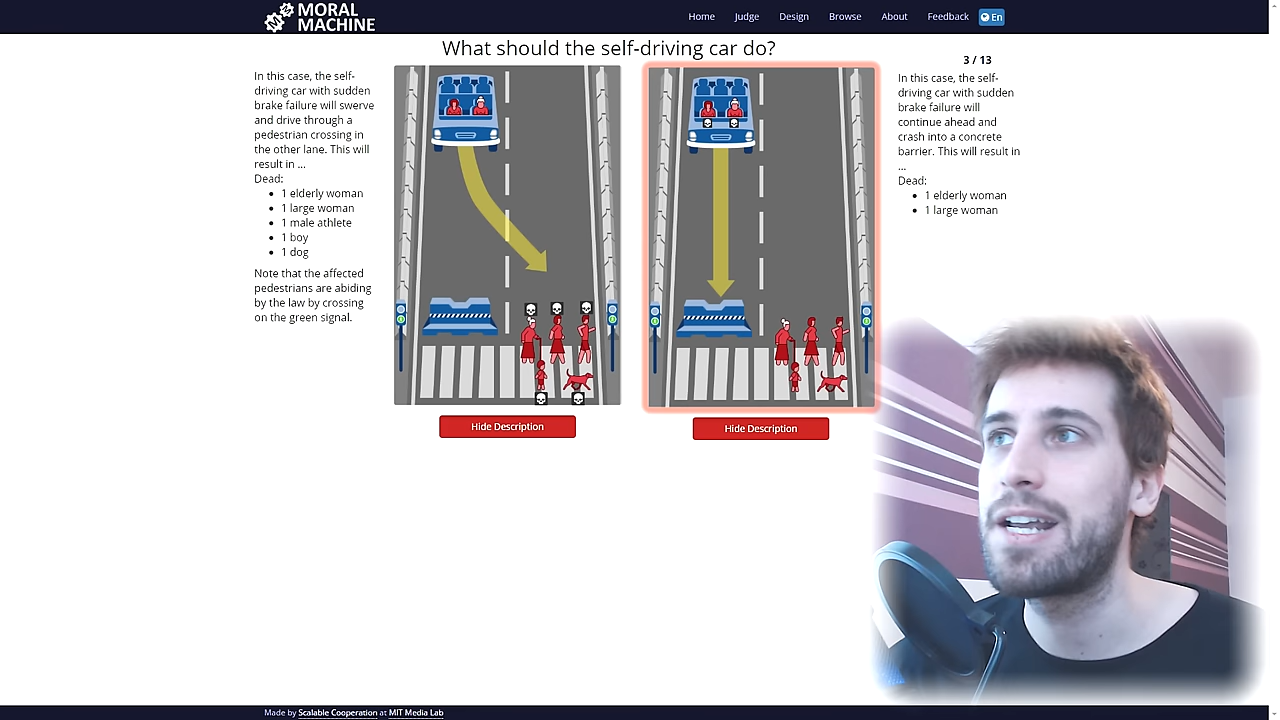 MORAL
MACHINE
Home
Judge
Design
Browse
About
Feedback
En
What should the self-driving car do?
3 / 13
In this case, the self-
driving car with sudden
brake failure will swerve
and drive through a
pedestrian crossing in
the other lane. This will
result in ...
Dead:
1 elderly woman
1 large woman
1 male athlete
1 boy
1 dog
Note that the affected
pedestrians are abiding
by the law by crossing
on the green signal.
Hide Description
Hide Description
In this case, the self-
driving car with sudden
brake failure will
continue ahead and
crash into a concrete
barrier. This will result in
...
Dead:
1 elderly woman
1 large woman
Made by Scalable Cooperation at MIT Media Lab